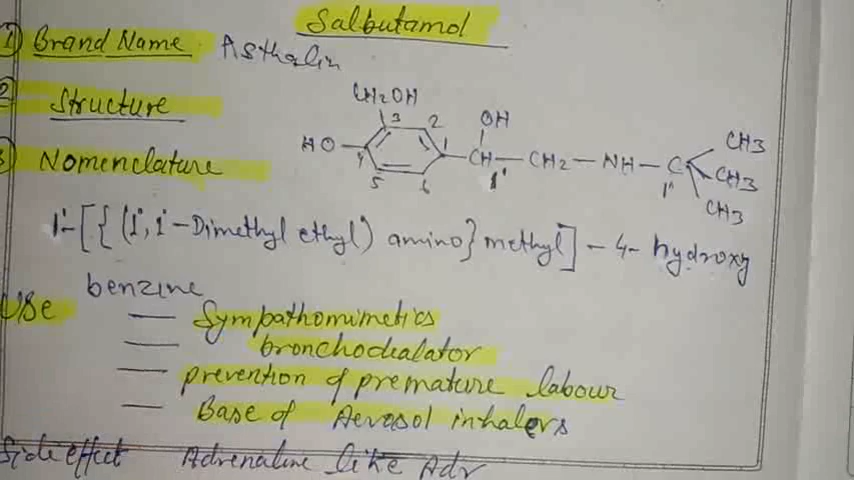 Salbutamol
1) Brand Name Asthalin
2 Structure
CH2OH
3 2 OH
HO 4 1 CH CH2 NH C CH3
5 6 1' 1" CH3
CH3
3 Nomenclature
1'-[{(1',1'-Dimethyl ethyl) amino} methyl] - 4- hydroxy
benzine
Use
— Sympathomimetics
— bronchodealator
— prevention of premature labour
— Base of Aerosol inhalers
Side effect Adrenaline like Adr